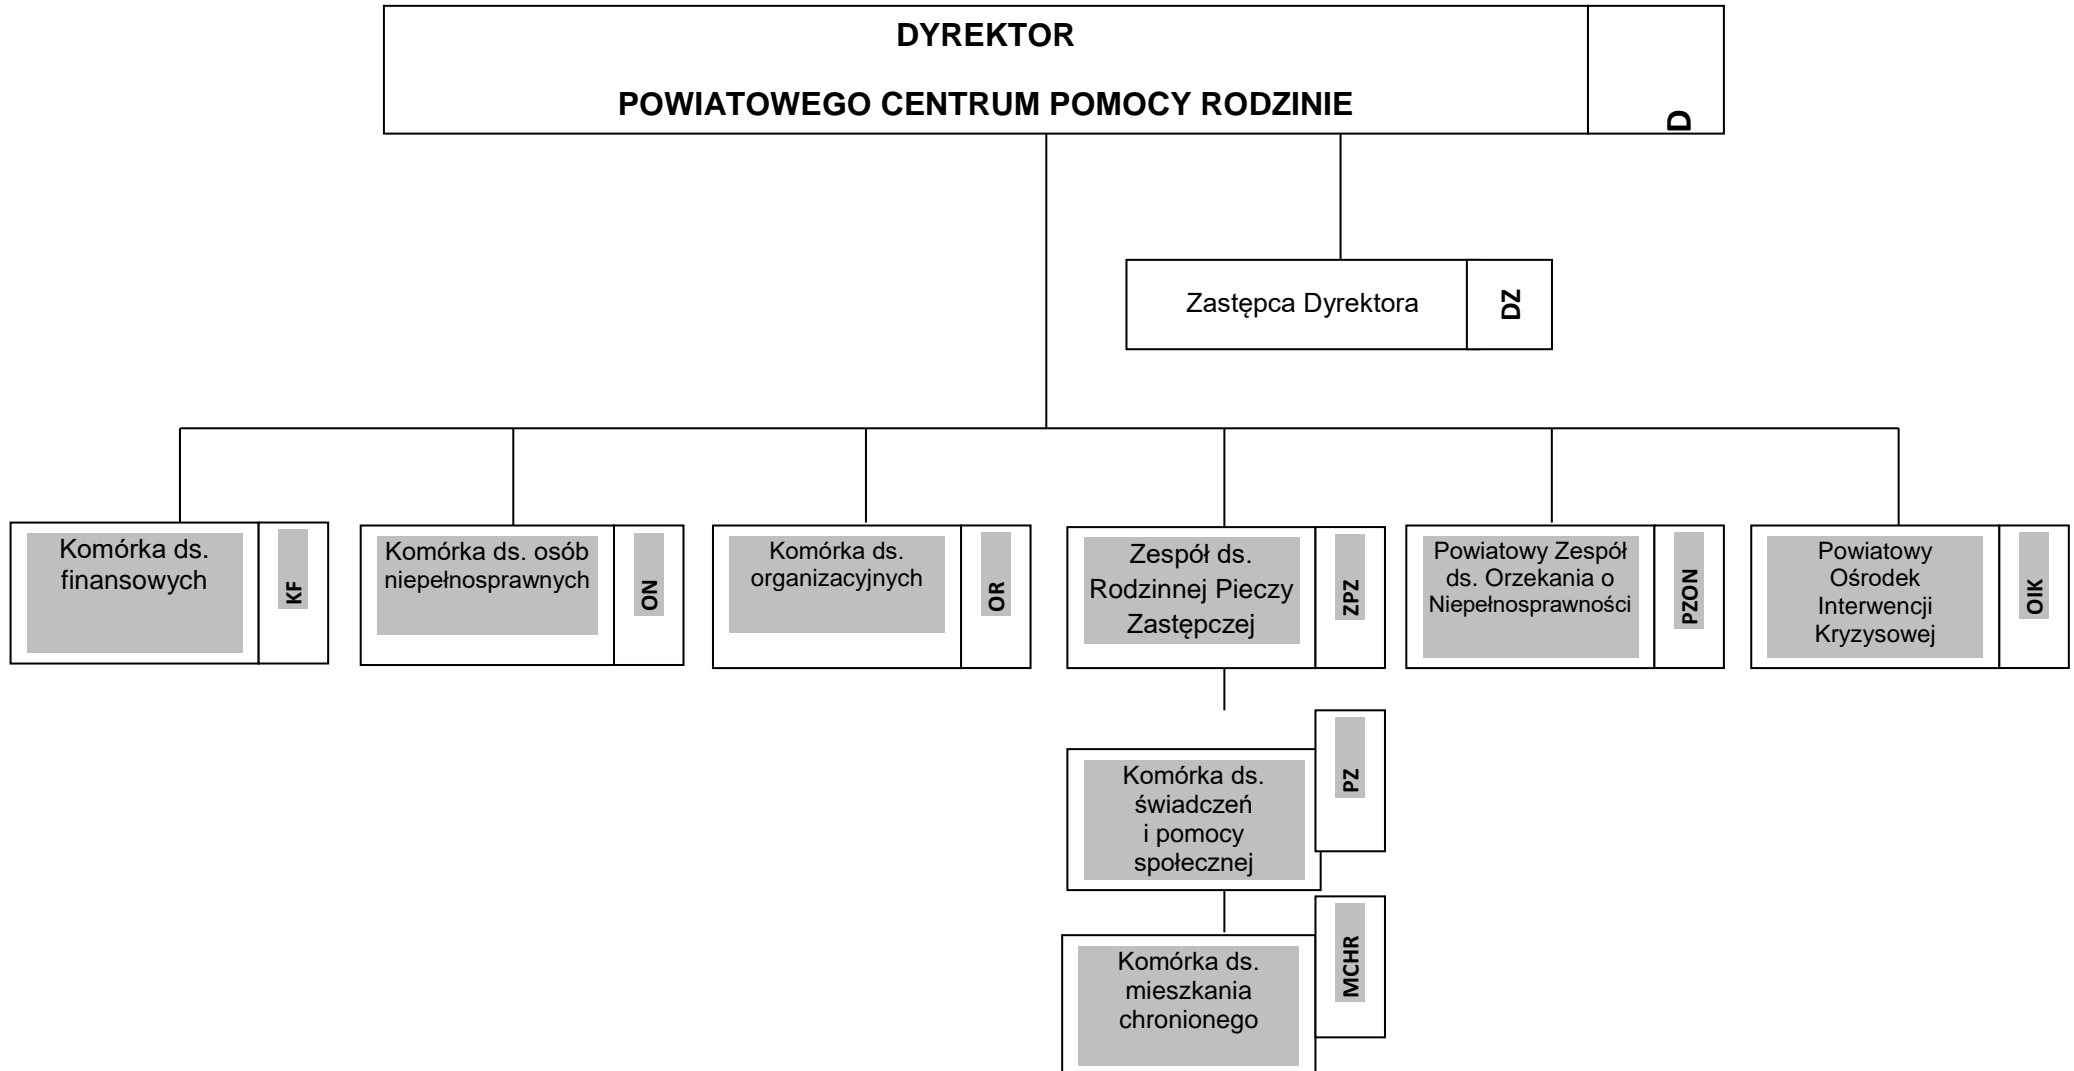 DYREKTOR
POWIATOWEGO CENTRUM POMOCY RODZINIE
D
Zastępca Dyrektora
DZ
Komórka ds.
finansowych
KF
Komórka ds. osób
niepełnosprawnych
ON
Komórka ds.
organizacyjnych
OR
Zespół ds.
Rodzinnej Pieczy
Zastępczej
ZPZ
Powiatowy Zespół
ds. Orzekania o
Niepełnosprawności
PZON
Powiatowy
Ośrodek
Interwencji
Kryzysowej
OIK
Komórka ds.
świadczeń
i pomocy
społecznej
PZ
Komórka ds.
mieszkania
chronionego
MCHR